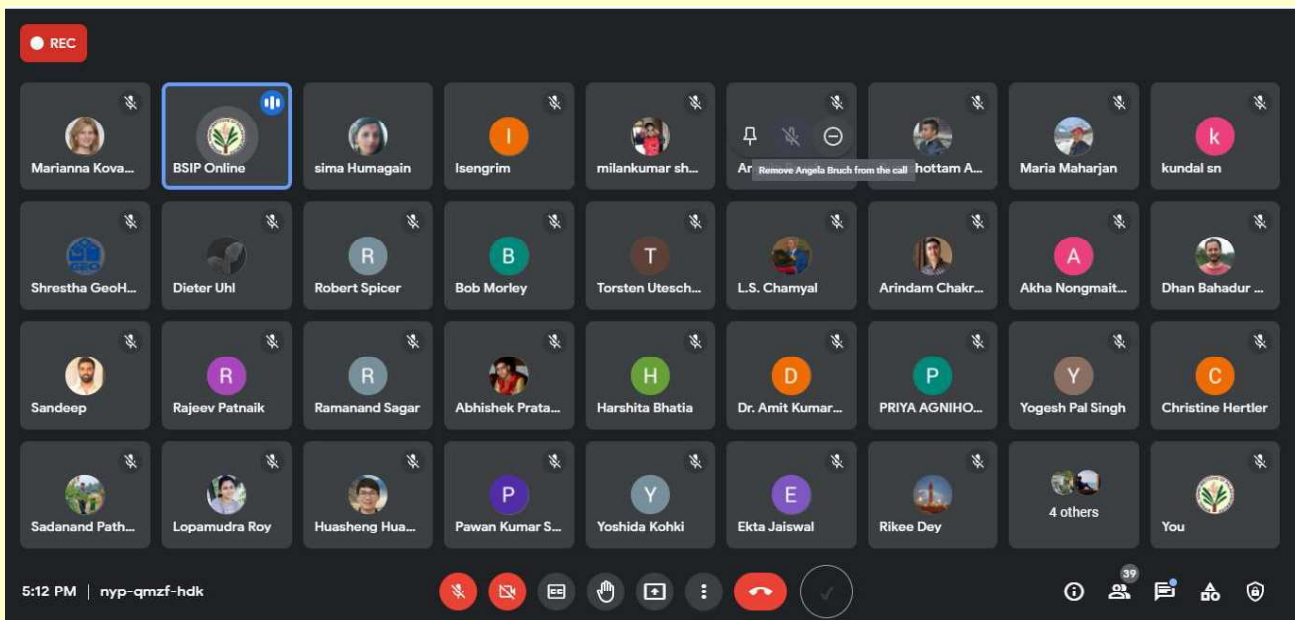 REC
Marianna Kova...
BSIP Online
sima Humagain
I
Isengrim
milankumar sh...
An
Remove Angela Bruch from the call
hottam A...
Maria Maharjan
k
kundal sn
Shrestha GeoH...
Dieter Uhl
R
Robert Spicer
B
Bob Morley
T
Torsten Utesch...
L.S. Chamyal
Arindam Chakr...
A
Akha Nongmait...
Dhan Bahadur ...
Sandeep
R
Rajeev Patnaik
R
Ramanand Sagar
Abhishek Prata...
H
Harshita Bhatia
D
Dr. Amit Kumar...
P
PRIYA AGNIHO...
Y
Yogesh Pal Singh
C
Christine Hertler
Sadanand Path...
Lopamudra Roy
Huasheng Hua...
P
Pawan Kumar S...
Y
Yoshida Kohki
E
Ekta Jaiswal
Rikee Dey
4 others
You
5:12 PM | nyp-qmzf-hdk
CC
39